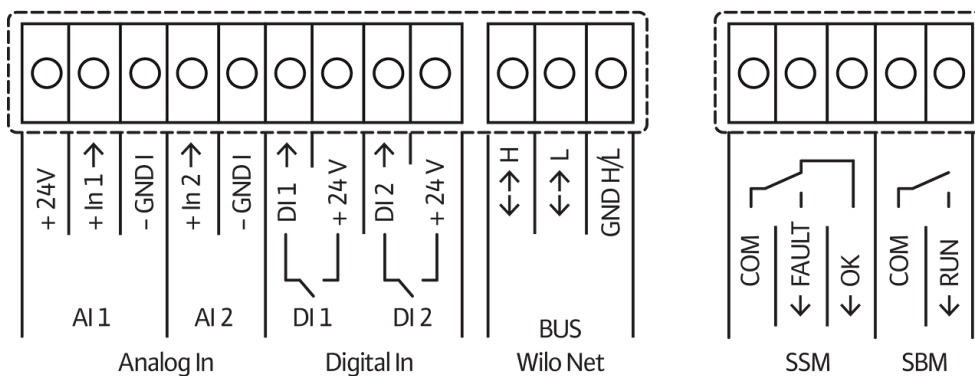 + 24V
+ In 1 →
– GND I
+ In 2 →
– GND I
DI 1 →
+ 24 V
DI 2 →
+ 24 V
↔ H
↔ L
GND H/L
COM
← FAULT
← OK
COM
← RUN
AI 1
AI 2
DI 1
DI 2
BUS
Analog In
Digital In
Wilo Net
SSM
SBM